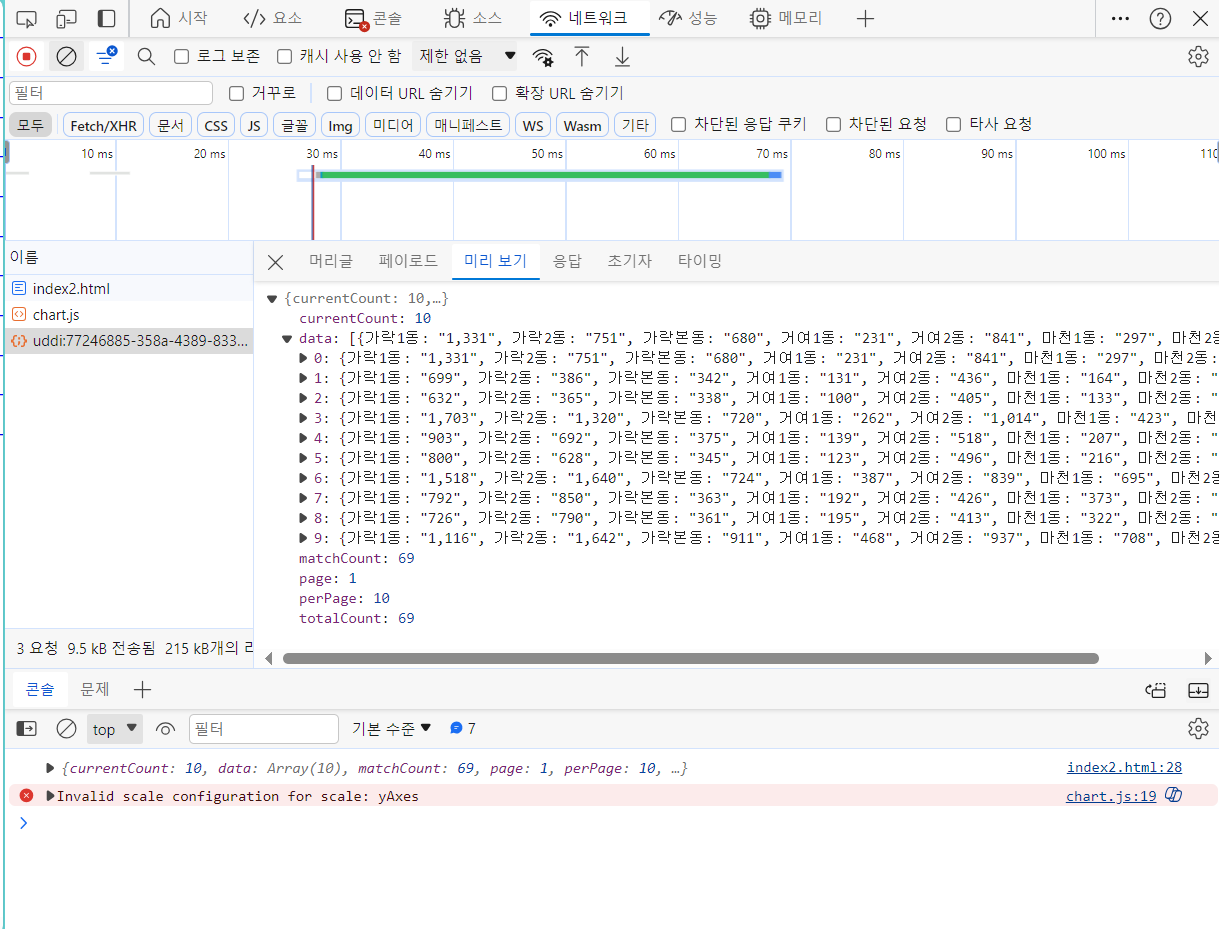 시작 요소 콘솔 소스 네트워크 성능 메모리
로그 보존 캐시 사용 안 함 제한 없음
필터 거꾸로 데이터 URL 숨기기 확장 URL 숨기기
모두 Fetch/XHR 문서 CSS JS 글꼴 Img 미디어 매니페스트 WS Wasm 기타 차단된 응답 쿠키 차단된 요청 타사 요청
10 ms 20 ms 30 ms 40 ms 50 ms 60 ms 70 ms 80 ms 90 ms 100 ms 110
이름
index2.html
chart.js
uddi:77246885-358a-4389-833...
3 요청 9.5 kB 전송됨 215 kB개의 리
머리글 페이로드 미리 보기 응답 초기자 타이밍
{currentCount: 10,…}
currentCount: 10
data: [{가락1동: "1,331", 가락2동: "751", 가락본동: "680", 거여1동: "231", 거여2동: "841", 마천1동: "297", 마천2
0: {가락1동: "1,331", 가락2동: "751", 가락본동: "680", 거여1동: "231", 거여2동: "841", 마천1동: "297", 마천2동:
1: {가락1동: "699", 가락2동: "386", 가락본동: "342", 거여1동: "131", 거여2동: "436", 마천1동: "164", 마천2동: "
2: {가락1동: "632", 가락2동: "365", 가락본동: "338", 거여1동: "100", 거여2동: "405", 마천1동: "133", 마천2동: "
3: {가락1동: "1,703", 가락2동: "1,320", 가락본동: "720", 거여1동: "262", 거여2동: "1,014", 마천1동: "423", 마천
4: {가락1동: "903", 가락2동: "692", 가락본동: "375", 거여1동: "139", 거여2동: "518", 마천1동: "207", 마천2동: "
5: {가락1동: "800", 가락2동: "628", 가락본동: "345", 거여1동: "123", 거여2동: "496", 마천1동: "216", 마천2동: "
6: {가락1동: "1,518", 가락2동: "1,640", 가락본동: "724", 거여1동: "387", 거여2동: "839", 마천1동: "695", 마천2동:
7: {가락1동: "792", 가락2동: "850", 가락본동: "363", 거여1동: "192", 거여2동: "426", 마천1동: "373", 마천2동: "
8: {가락1동: "726", 가락2동: "790", 가락본동: "361", 거여1동: "195", 거여2동: "413", 마천1동: "322", 마천2동: "
9: {가락1동: "1,116", 가락2동: "1,642", 가락본동: "911", 거여1동: "468", 거여2동: "937", 마천1동: "708", 마천2동
matchCount: 69
page: 1
perPage: 10
totalCount: 69
콘솔 문제
top 필터 기본 수준 7
{currentCount: 10, data: Array(10), matchCount: 69, page: 1, perPage: 10, …} index2.html:28
Invalid scale configuration for scale: yAxes chart.js:19